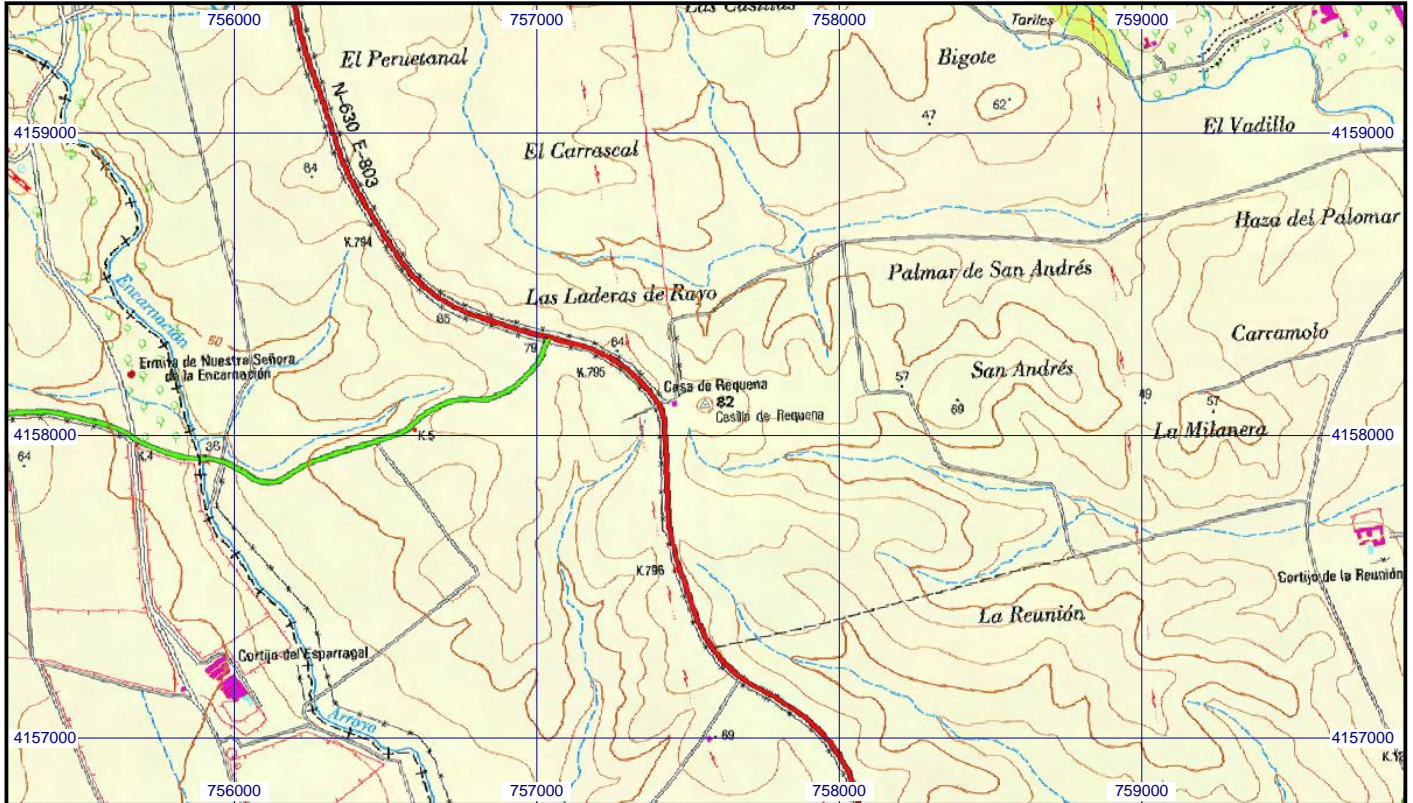 756000
757000
758000
759000
Las Casillas
Tariles
El Peruetanal
Bigote
62
47
N-630 E-803
El Vadillo
4159000
4159000
El Carrascal
64
Haza del Palomar
K.794
Palmar de San Andrés
Encarnación
Las Laderas de Rayo
85
Carramolo
50
79
64
Ermita de Nuestra Señora
de la Encarnación
K.795
San Andrés
57
Casa de Requena
82
Casilla de Requena
69
49
57
La Milanera
4158000
4158000
K.5
36
K.4
64
K.796
Cortijo de la Reunión
La Reunión
Cortijo del Esparragal
Arroyo
69
4157000
4157000
756000
757000
758000
759000